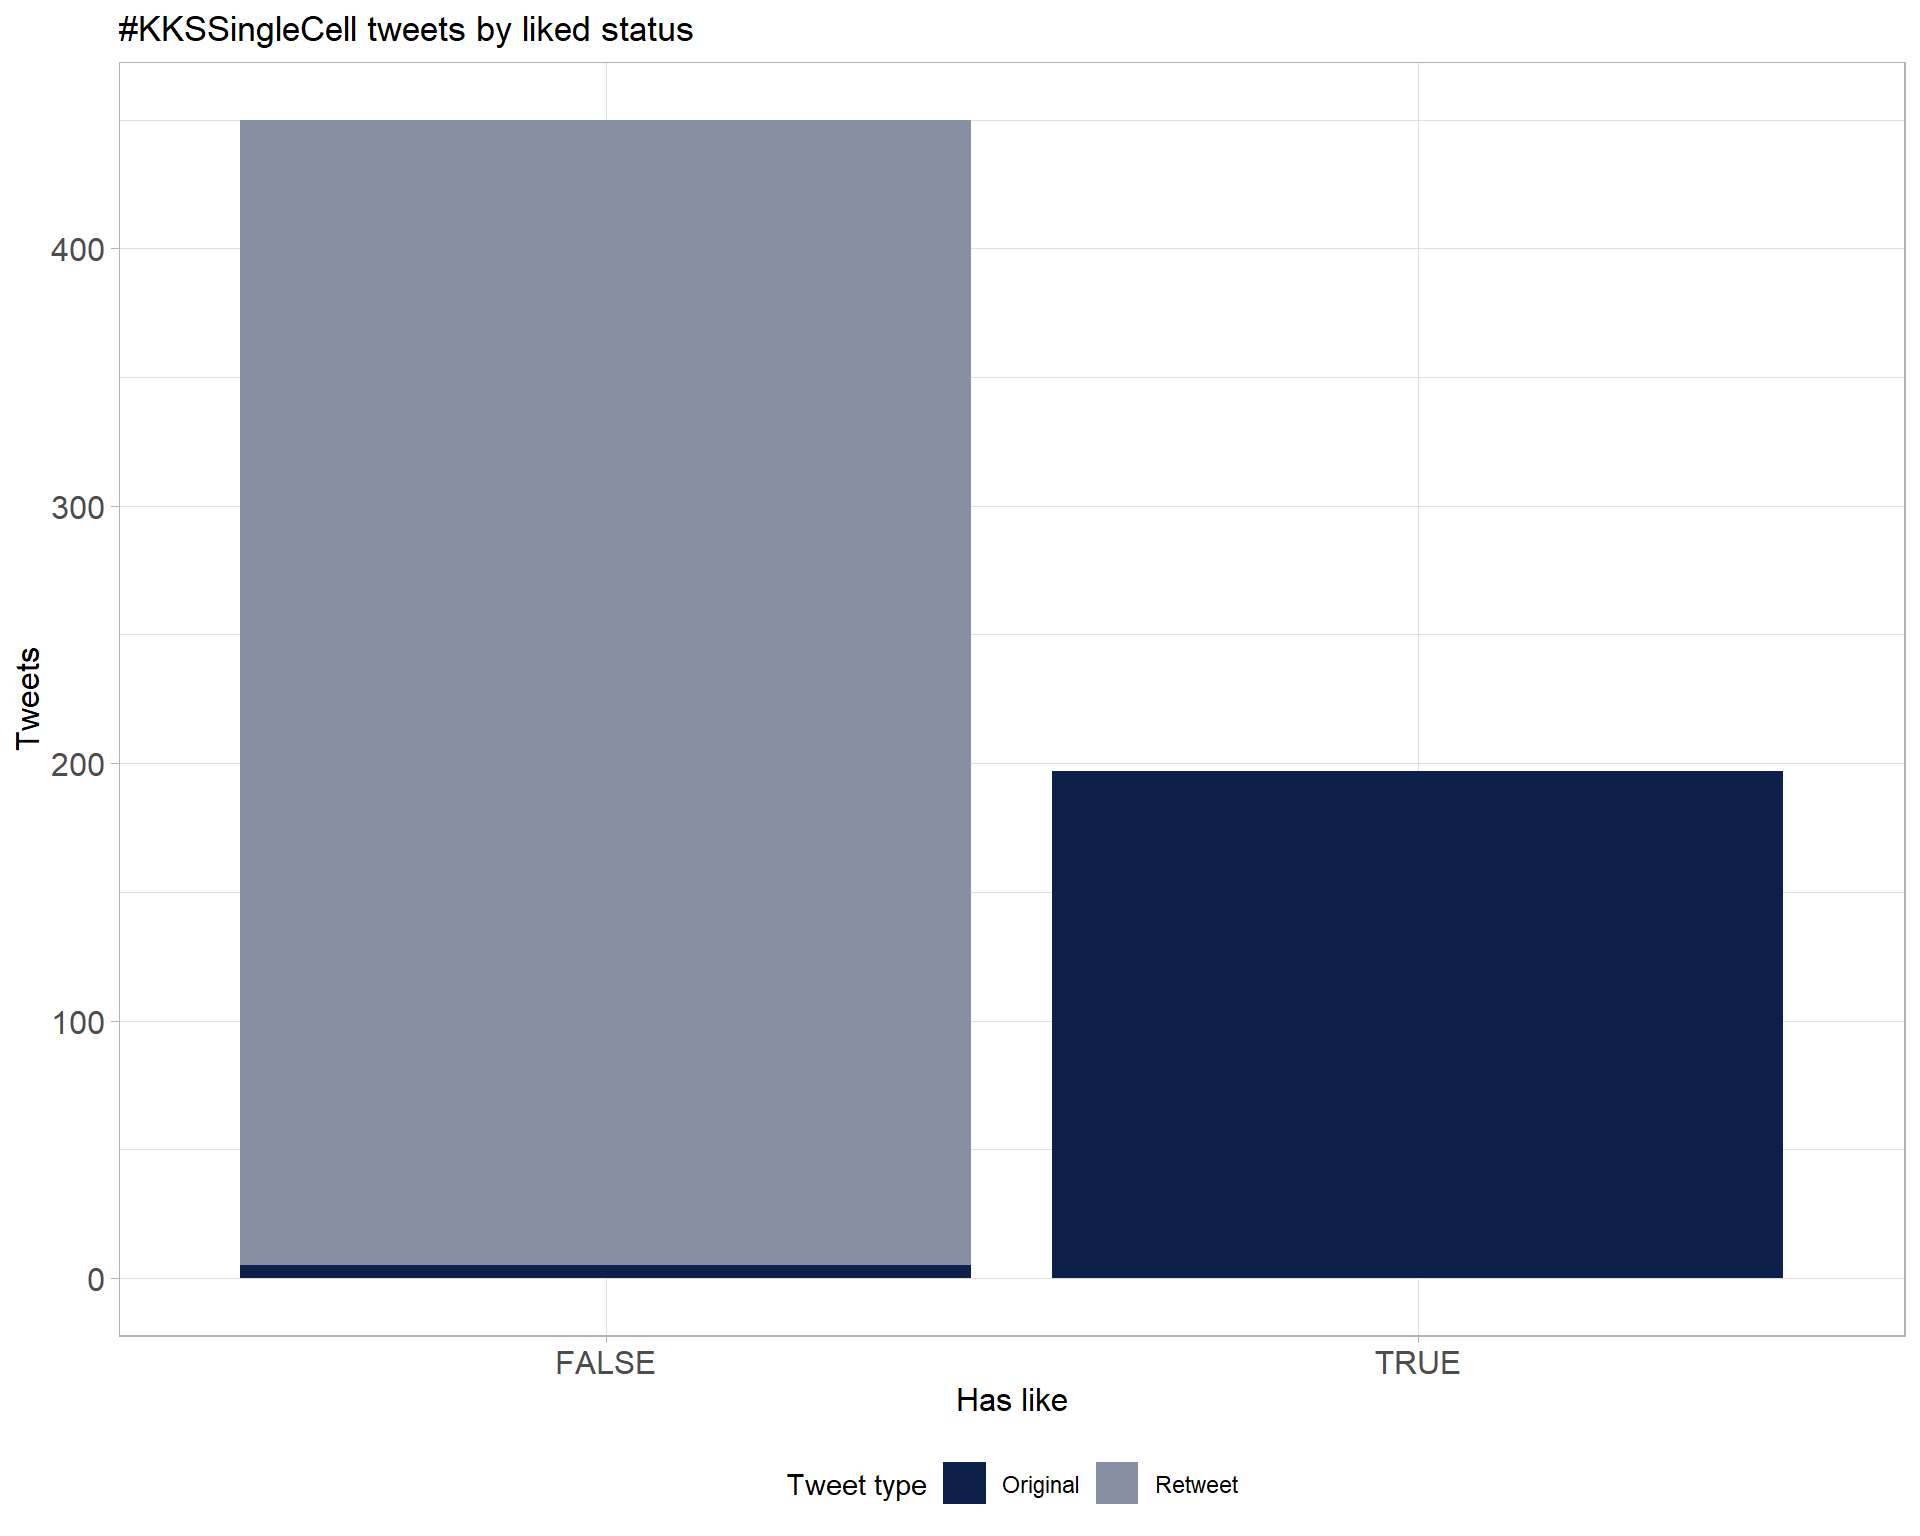 #KKSSingleCell tweets by liked status
Tweets
400
300
200
100
0
FALSE TRUE
Has like
Tweet type Original Retweet